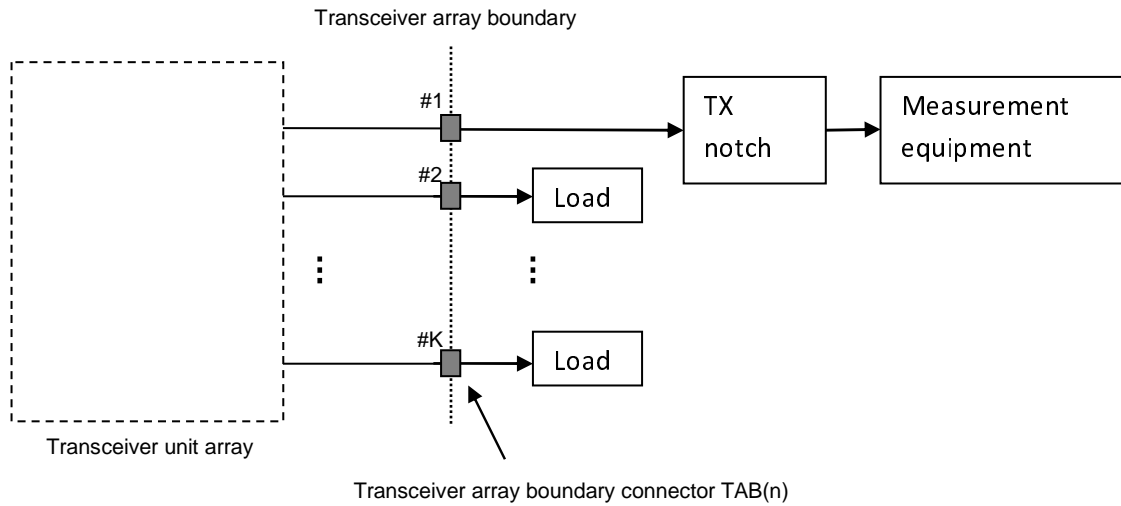 Transceiver array boundary
#1
TX
notch
Measurement
equipment
#2
Load
#K
Load
Transceiver unit array
Transceiver array boundary connector TAB(n)